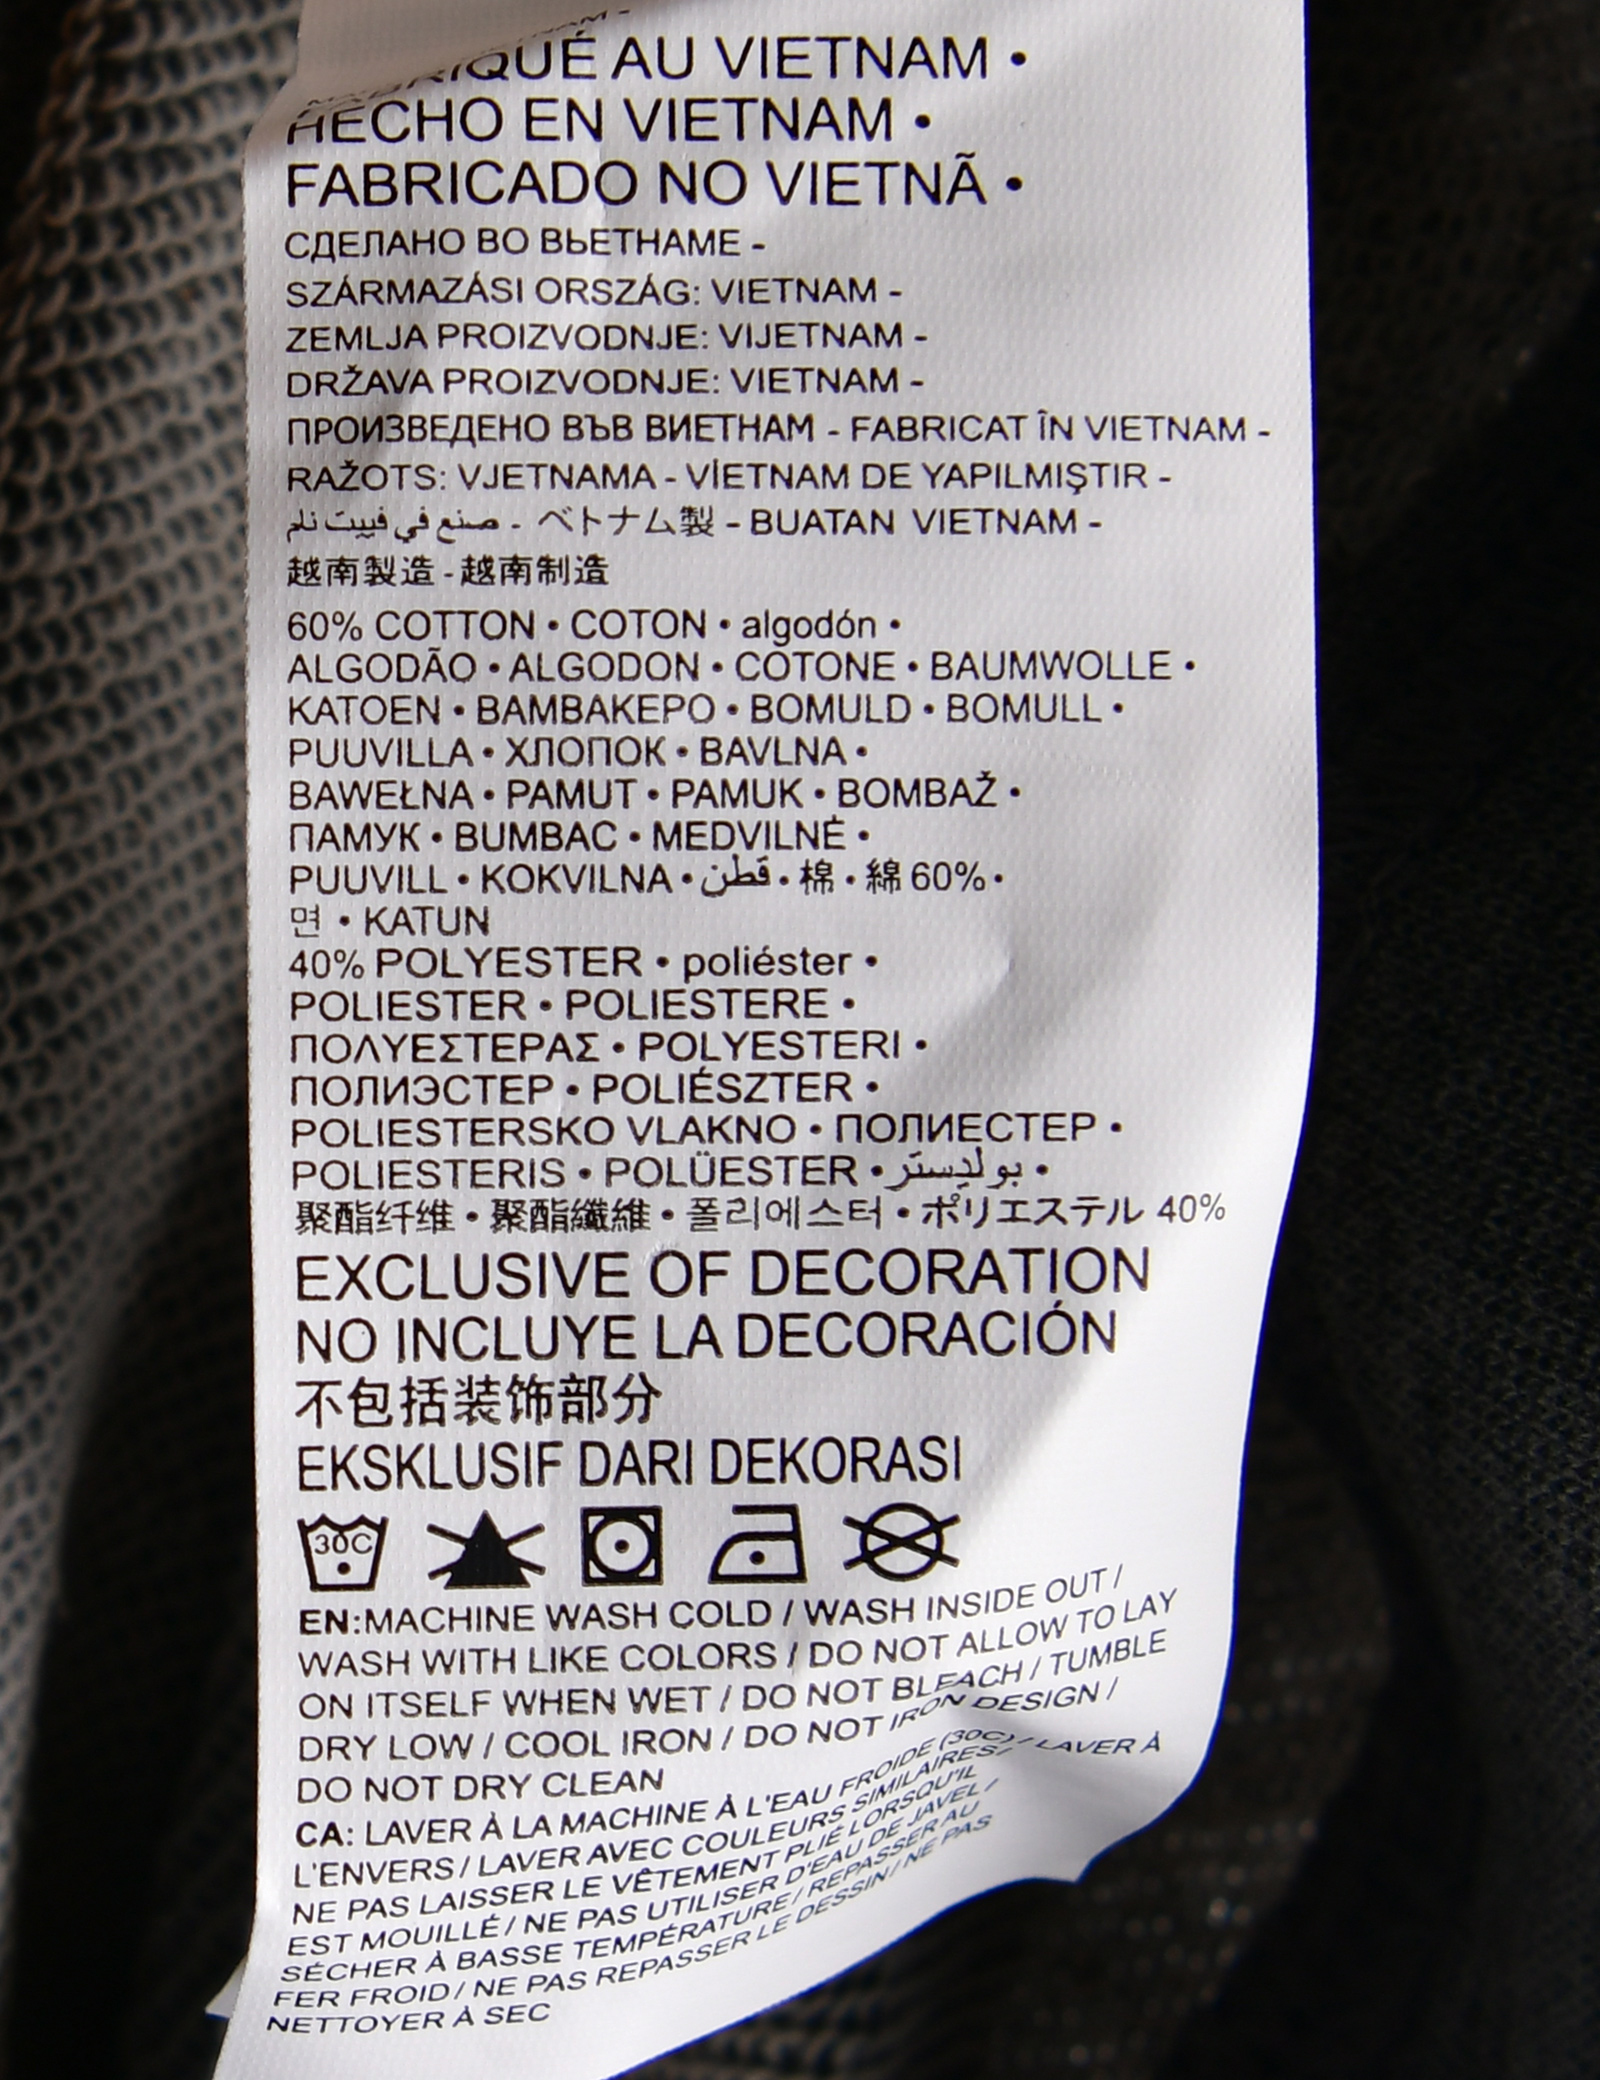 AU VIETNAM •
HECHO EN VIETNAM •
FABRICADO NO VIETNÃ •
СДЕЛАНО ВО ВЬЕТНАМЕ -
SZÁRMAZÁSI ORSZÁG: VIETNAM -
ZEMLJA PROIZVODNJE: VIJETNAM -
DRŽAVA PROIZVODNJE: VIETNAM -
ПРОИЗВЕДЕНО ВЪВ ВИЕТНАМ - FABRICAT ÎN VIETNAM -
RAŽOTS: VJETNAMA - VİETNAM DE YAPILMIŞTIR -
صنع في فييت نام - ベトナム製 - BUATAN VIETNAM -
越南製造 - 越南制造
60% COTTON • COTON • algodón •
ALGODÃO • ALGODON • COTONE • BAUMWOLLE •
KATOEN • ΒΑΜΒΑΚΕΡΟ • BOMULD • BOMULL •
PUUVILLA • ХЛОПОК • BAVLNA •
BAWEŁNA • PAMUT • PAMUK • BOMBAŽ •
ПАМУК • BUMBAC • MEDVILNĖ •
PUUVILL • KOKVILNA • قطن • 棉 • 綿 60% •
면 • KATUN
40% POLYESTER • poliéster •
POLIESTER • POLIESTERE •
ΠΟΛΥΕΣΤΕΡΑΣ • POLYESTERI •
ПОЛИЭСТЕР • POLIÉSZTER •
POLIESTERSKO VLAKNO • ПОЛИЕСТЕР •
POLIESTERIS • POLÜESTER • بوليستر •
聚酯纤维 • 聚酯纖維 • 폴리에스터 • ポリエステル 40%
EXCLUSIVE OF DECORATION
NO INCLUYE LA DECORACIÓN
不包括装饰部分
EKSKLUSIF DARI DEKORASI
30C
EN:MACHINE WASH COLD / WASH INSIDE OUT /
WASH WITH LIKE COLORS / DO NOT ALLOW TO LAY
ON ITSELF WHEN WET / DO NOT BLEACH / TUMBLE
DRY LOW / COOL IRON / DO NOT IRON DESIGN /
DO NOT DRY CLEAN
CA: LAVER À LA MACHINE À L'EAU FROIDE (30C) / LAVER À
L'ENVERS / LAVER AVEC COULEURS SIMILAIRES/
NE PAS LAISSER LE VÊTEMENT PLIÉ LORSQU'IL
EST MOUILLÉ / NE PAS UTILISER D'EAU DE JAVEL /
SÉCHER À BASSE TEMPÉRATURE / REPASSER AU
FER FROID / NE PAS REPASSER LE DESSIN / NE PAS
NETTOYER À SEC